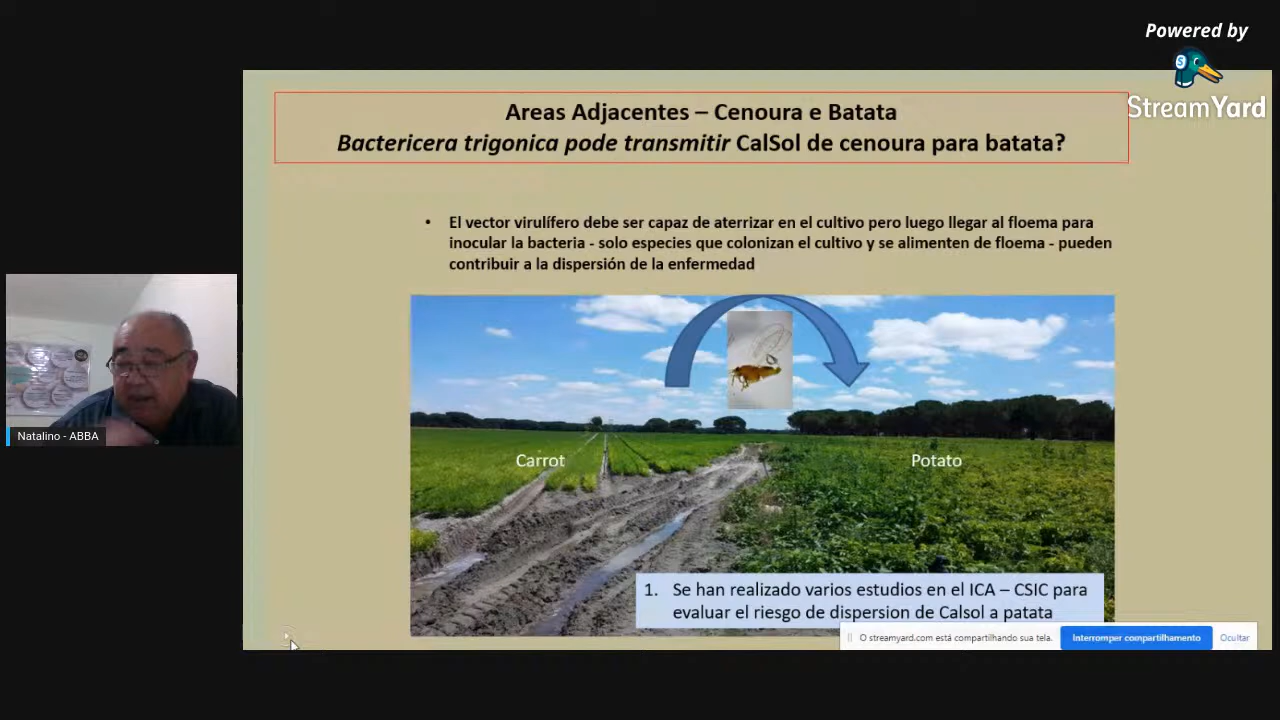 Powered by
StreamYard
Areas Adjacentes – Cenoura e Batata
Bactericera trigonica pode transmitir CalSol de cenoura para batata?
• El vector virulífero debe ser capaz de aterrizar en el cultivo pero luego llegar al floema para
inocular la bacteria - solo especies que colonizan el cultivo y se alimenten de floema - pueden
contribuir a la dispersión de la enfermedad
Carrot
Potato
Natalino - ABBA
1. Se han realizado varios estudios en el ICA – CSIC para
evaluar el riesgo de dispersion de Calsol a patata
O streamyard.com está compartilhando sua tela.
Interromper compartilhamento
Ocultar